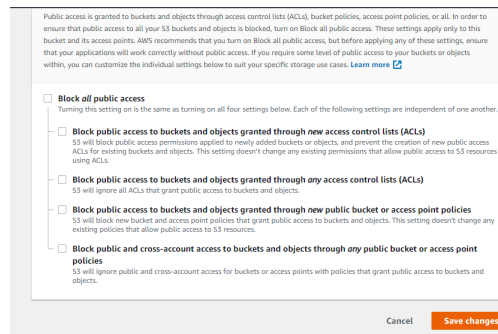 Public access is granted to buckets and objects through access control lists (ACLs), bucket policies, access point policies, or all. In order to
ensure that public access to all your S3 buckets and objects is blocked, turn on Block all public access. These settings apply only to this
bucket and its access points. AWS recommends that you turn on Block all public access, but before applying any of these settings, ensure
that your applications will work correctly without public access. If you require some level of public access to your buckets or objects
within, you can customize the individual settings below to suit your specific storage use cases. Learn more
Block all public access
Turning this setting on is the same as turning on all four settings below. Each of the following settings are independent of one another.
Block public access to buckets and objects granted through new access control lists (ACLs)
S3 will block public access permissions applied to newly added buckets or objects, and prevent the creation of new public access
ACLs for existing buckets and objects. This setting doesn't change any existing permissions that allow public access to S3 resources
using ACLs.
Block public access to buckets and objects granted through any access control lists (ACLs)
S3 will ignore all ACLs that grant public access to buckets and objects.
Block public access to buckets and objects granted through new public bucket or access point policies
S3 will block new bucket and access point policies that grant public access to buckets and objects. This setting doesn't change any
existing policies that allow public access to S3 resources.
Block public and cross-account access to buckets and objects through any public bucket or access point
policies
S3 will ignore public and cross-account access for buckets or access points with policies that grant public access to buckets and
objects.
Cancel Save changes